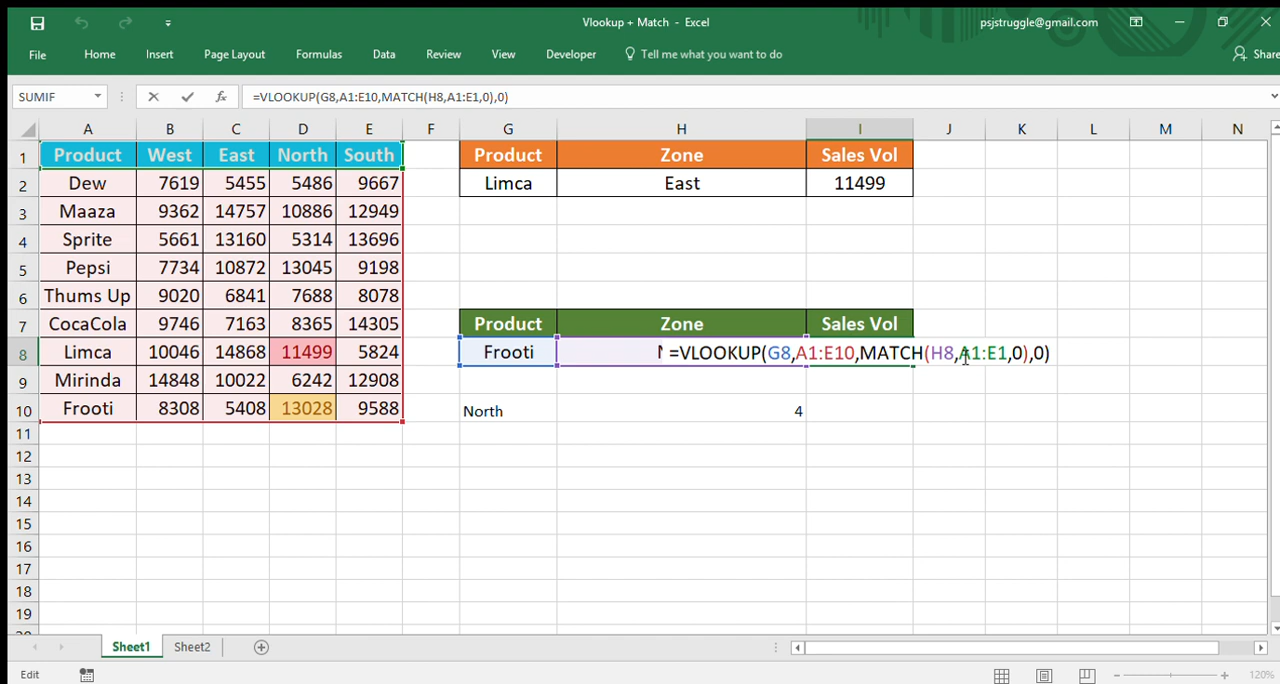 Vlookup + Match - Excel
psjstruggle@gmail.com
File Home Insert Page Layout Formulas Data Review View Developer Tell me what you want to do Share
SUMIF fx =VLOOKUP(G8,A1:E10,MATCH(H8,A1:E1,0),0)
A B C D E F G H I J K L M N
1 Product West East North South Product Zone Sales Vol
2 Dew 7619 5455 5486 9667 Limca East 11499
3 Maaza 9362 14757 10886 12949
4 Sprite 5661 13160 5314 13696
5 Pepsi 7734 10872 13045 9198
6 Thums Up 9020 6841 7688 8078
7 CocaCola 9746 7163 8365 14305 Product Zone Sales Vol
8 Limca 10046 14868 11499 5824 Frooti =VLOOKUP(G8,A1:E10,MATCH(H8,A1:E1,0),0)
9 Mirinda 14848 10022 6242 12908
10 Frooti 8308 5408 13028 9588 North 4
11
12
13
14
15
16
17
18
19
Sheet1 Sheet2
Edit 120%